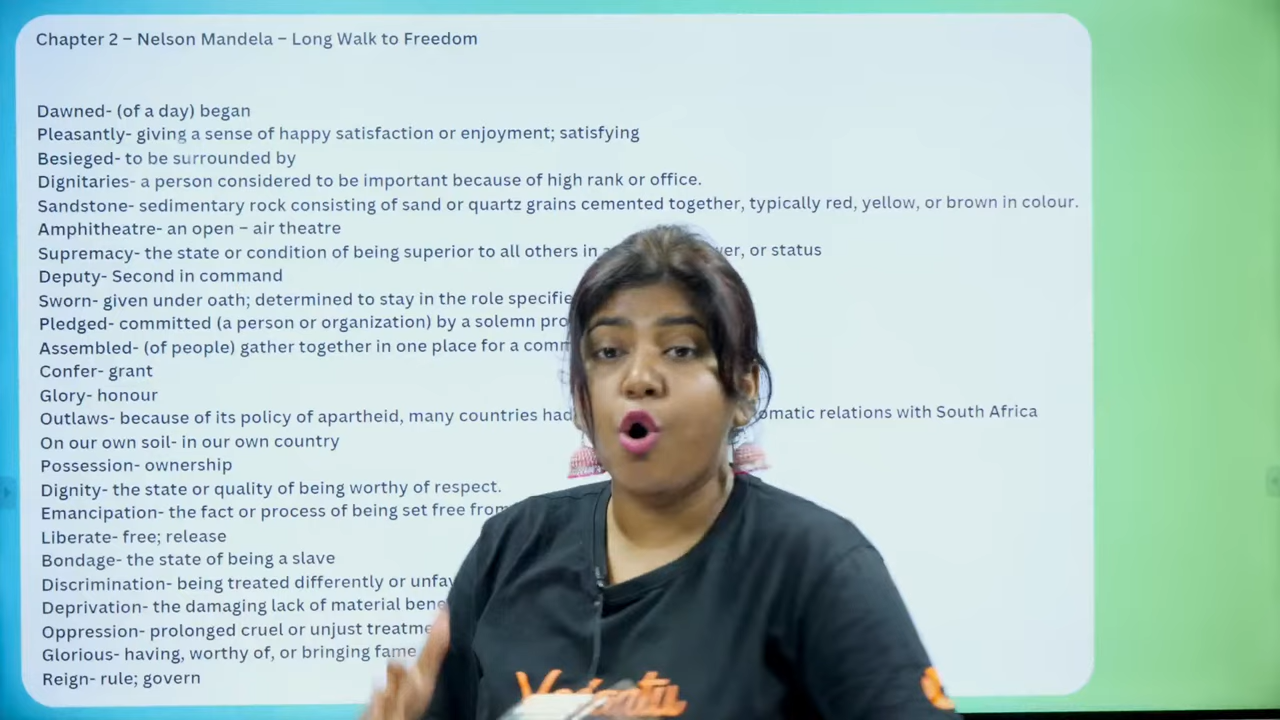 Chapter 2 – Nelson Mandela – Long Walk to Freedom
Dawned- (of a day) began
Pleasantly- giving a sense of happy satisfaction or enjoyment; satisfying
Besieged- to be surrounded by
Dignitaries- a person considered to be important because of high rank or office.
Sandstone- sedimentary rock consisting of sand or quartz grains cemented together, typically red, yellow, or brown in colour.
Amphitheatre- an open – air theatre
Supremacy- the state or condition of being superior to all others in or status
Deputy- Second in command
Sworn- given under oath; determined to stay in the role
Pledged- committed (a person or organization) by a solemn
Assembled- (of people) gather together in one place for a
Confer- grant
Glory- honour
Outlaws- because of its policy of apartheid, many countries had relations with South Africa
On our own soil- in our own country
Possession- ownership
Dignity- the state or quality of being worthy of respect.
Emancipation- the fact or process of being set free from
Liberate- free; release
Bondage- the state of being a slave
Discrimination- being treated differently or
Deprivation- the damaging lack of material
Oppression- prolonged cruel or unjust
Glorious- having, worthy of, or bringing fame
Reign- rule; govern